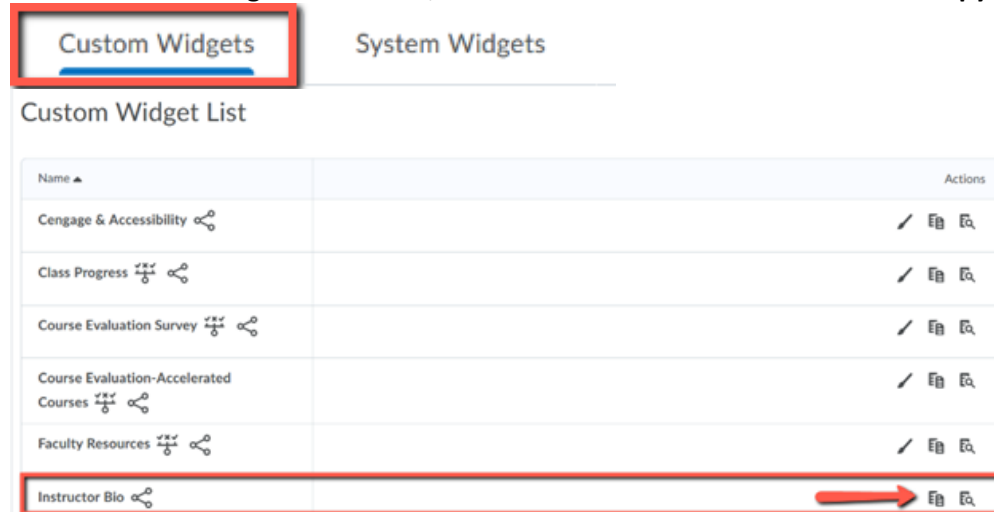 Custom Widgets System Widgets
Custom Widget List
Name Actions
Cengage & Accessibility
Class Progress
Course Evaluation Survey
Course Evaluation-Accelerated
Courses
Faculty Resources
Instructor Bio